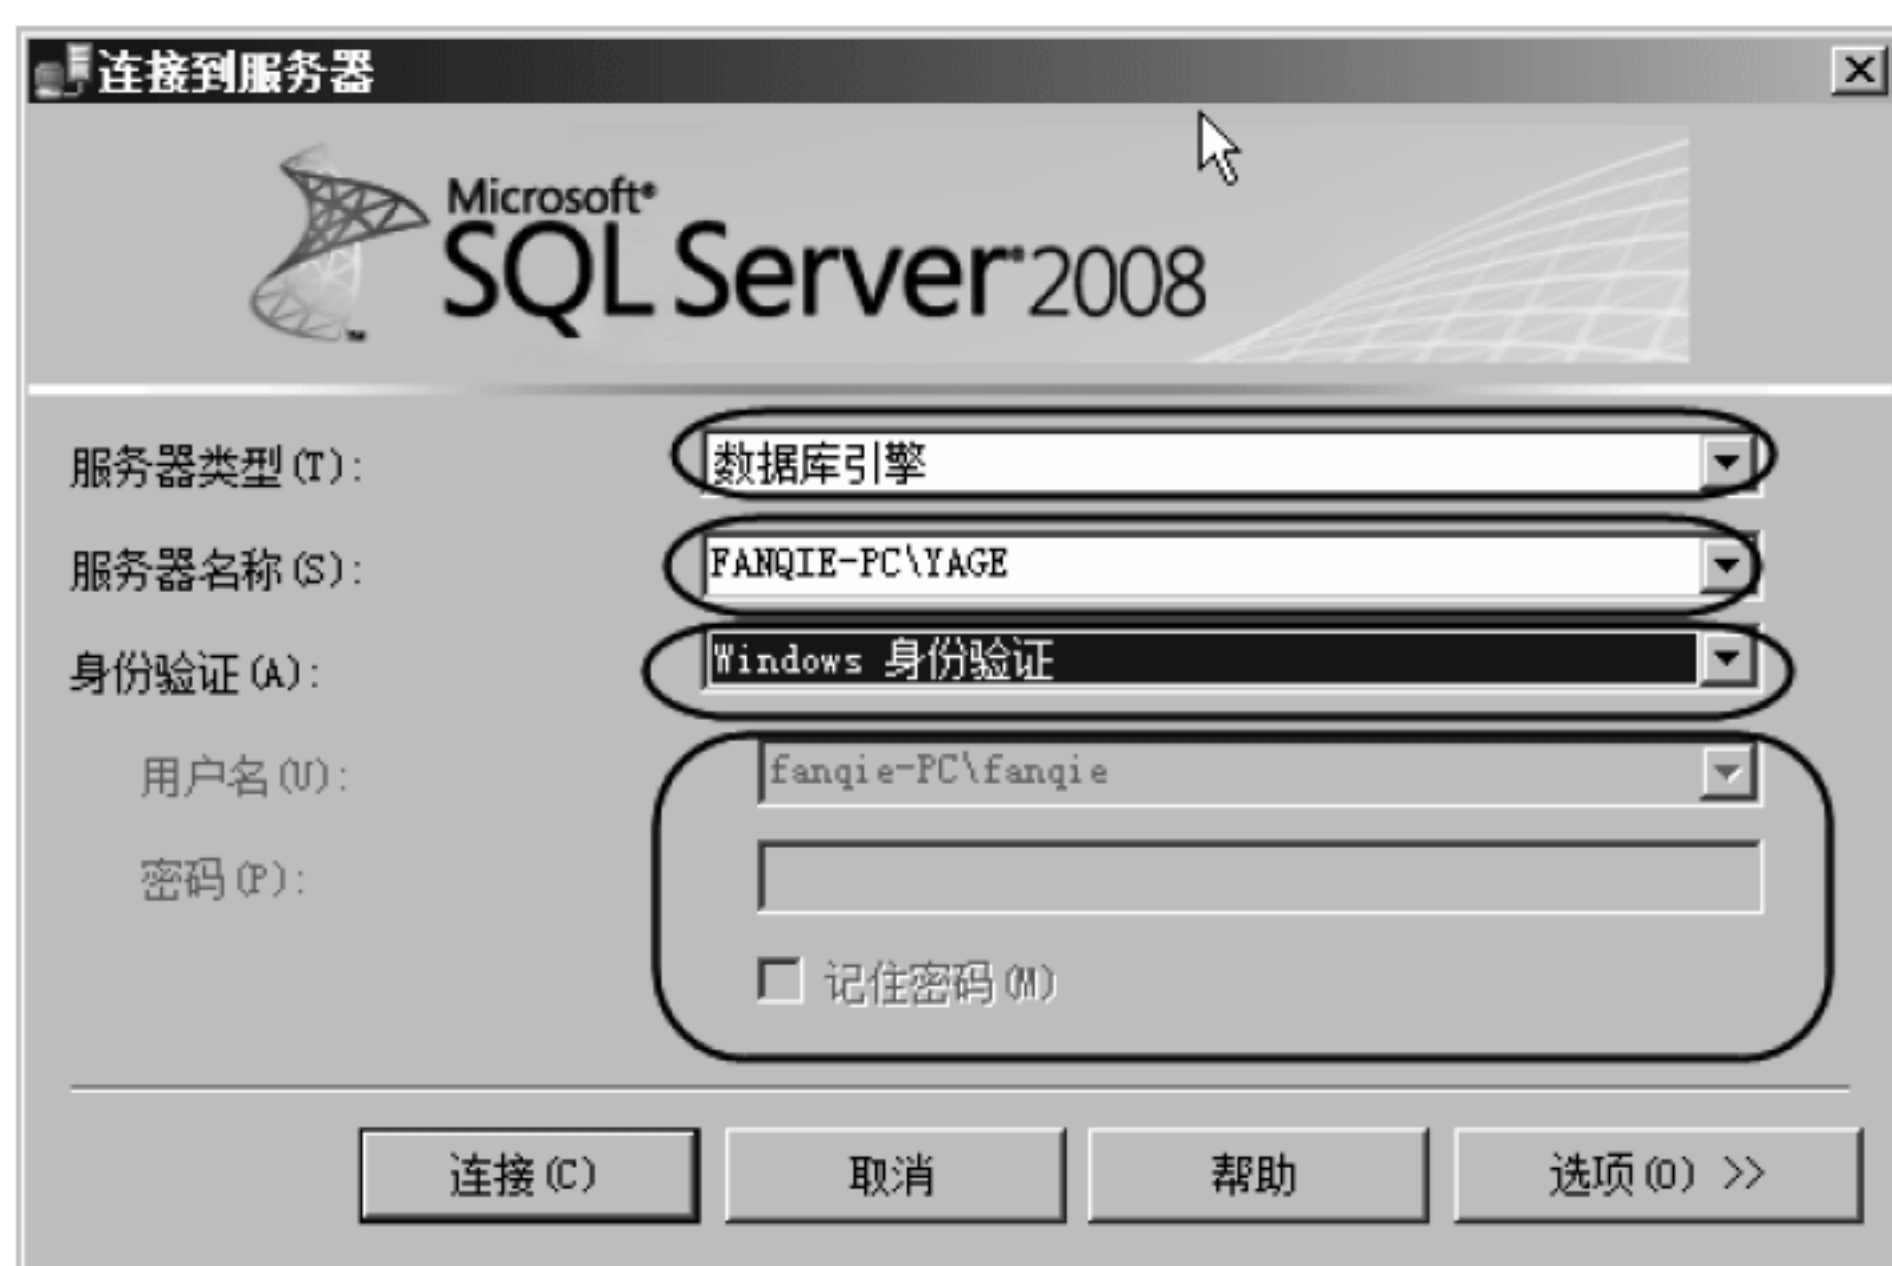 连接到服务器
Microsoft®
SQL Server™ 2008
服务器类型(T):
数据库引擎
服务器名称(S):
FANQIE-PC\YAGE
身份验证(A):
Windows 身份验证
用户名(U):
fanqie-PC\fanqie
密码(P):
记住密码(M)
连接(C)
取消
帮助
选项(O) >>